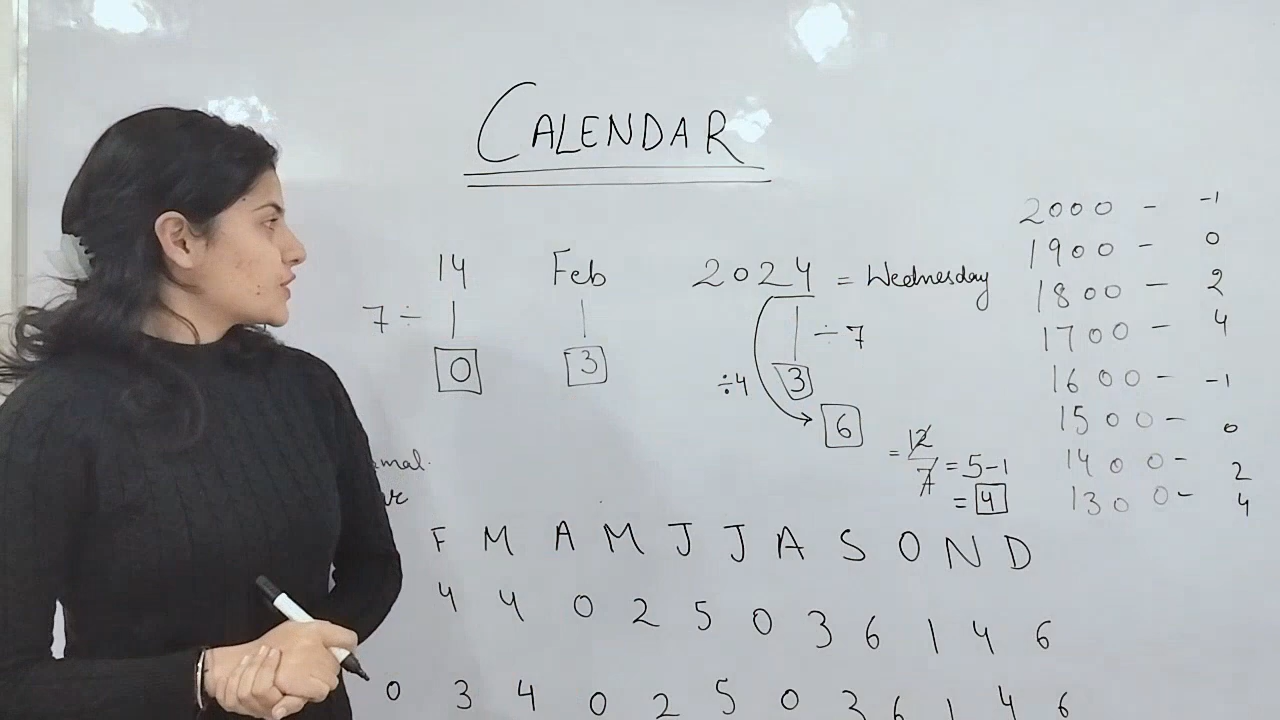 CALENDAR
14 Feb 2024 = Wednesday
7 ÷ ÷ 7
0 3 ÷4 3
6
= 12/7 = 5-1
= 4
2000 - -1
1900 - 0
1800 - 2
1700 - 4
1600 - -1
1500 - 0
1400 - 2
1300 - 4
F M A M J J A S O N D
4 4 0 2 5 0 3 6 1 4 6
0 3 4 0 2 5 0 3 6 1 4 6